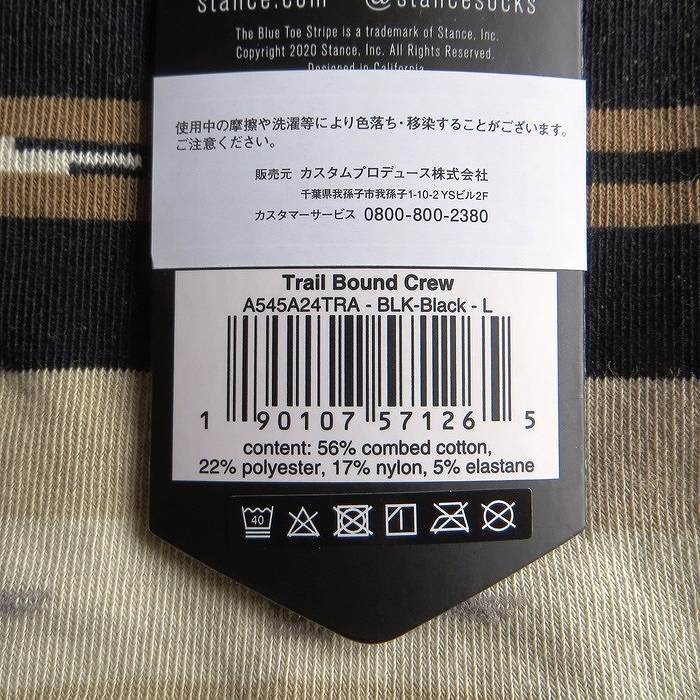 stance.com @stancesocks
The Blue Toe Stripe is a trademark of Stance, Inc.
Copyright 2020 Stance, Inc. All Rights Reserved.
Designed in California
使用中の摩擦や洗濯等により色落ち・移染することがございます。
ご注意ください。
販売元 カスタムプロデュース株式会社
千葉県我孫子市我孫子1-10-2 YSビル2F
カスタマーサービス 0800-800-2380
Trail Bound Crew
A545A24TRA - BLK-Black - L
1 90107 57126 5
content: 56% combed cotton,
22% polyester, 17% nylon, 5% elastane
40